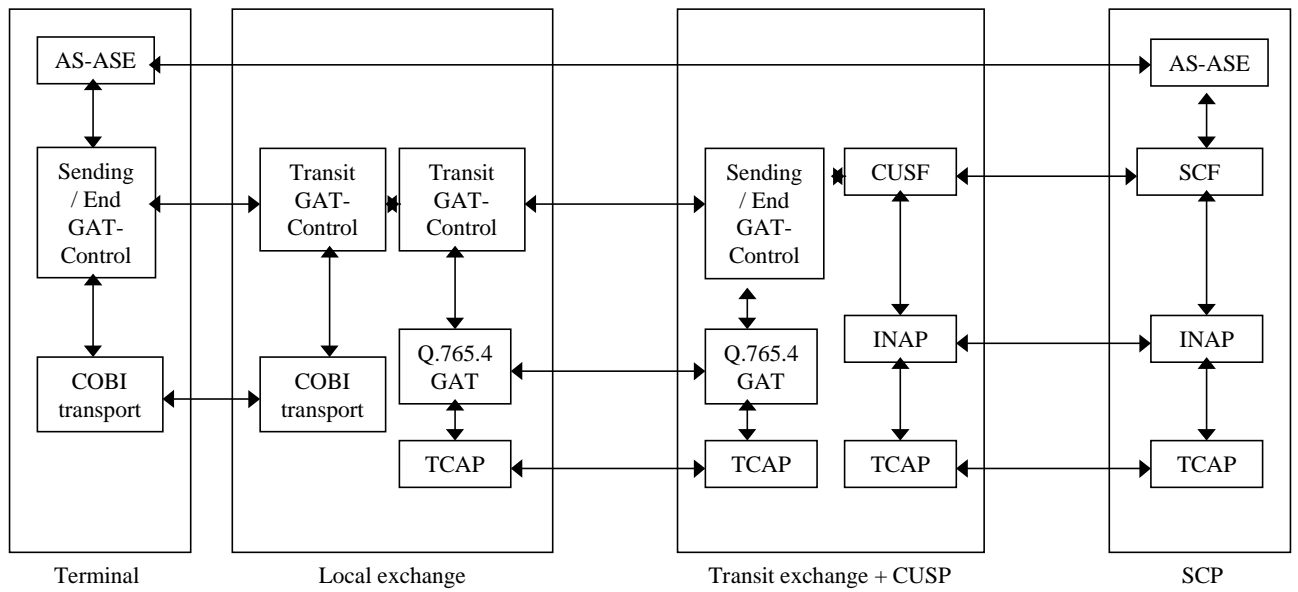 AS-ASE
AS-ASE
Sending
/ End
GAT-
Control
Transit
GAT-
Control
Transit
GAT-
Control
Sending
/ End
GAT-
Control
CUSF
SCF
COBI
transport
COBI
transport
Q.765.4
GAT
Q.765.4
GAT
INAP
INAP
TCAP
TCAP
TCAP
TCAP
Terminal
Local exchange
Transit exchange + CUSP
SCP